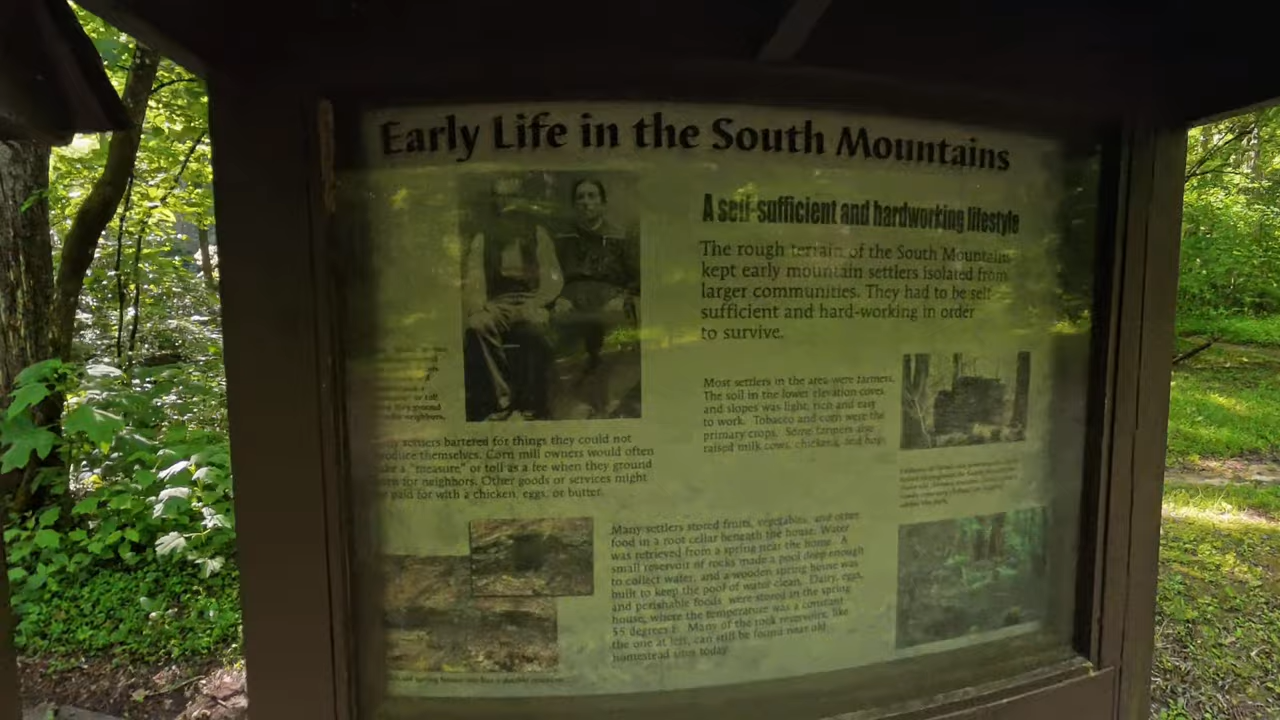 Early Life in the South Mountains
A self-sufficient and hardworking lifestyle
The rough terrain of the South Mountains
kept early mountain settlers isolated from
larger communities. They had to be self-
sufficient and hard-working in order
to survive.
Most settlers in the area were farmers.
The soil in the lower elevation coves
and slopes was light, rich and easy
to work. Tobacco and corn were the
primary crops. Some farmers also
raised milk cows, chickens, and hogs.
settlers bartered for things they could not
themselves. Corn mill owners would often
a "measure" or toll as a fee when they ground
for neighbors. Other goods or services might
paid for with a chicken, eggs, or butter.
Many settlers stored fruits, vegetables, and other
food in a root cellar beneath the house. Water
was retrieved from a spring near the home. A
small reservoir of rocks made a pool deep enough
to collect water, and a wooden spring house was
built to keep the pool of water clean. Dairy, eggs,
and perishable foods were stored in the spring
house, where the temperature was a constant
55 degrees F. Many of the rock reservoirs, like
the one at left, can still be found near old
homestead sites today.